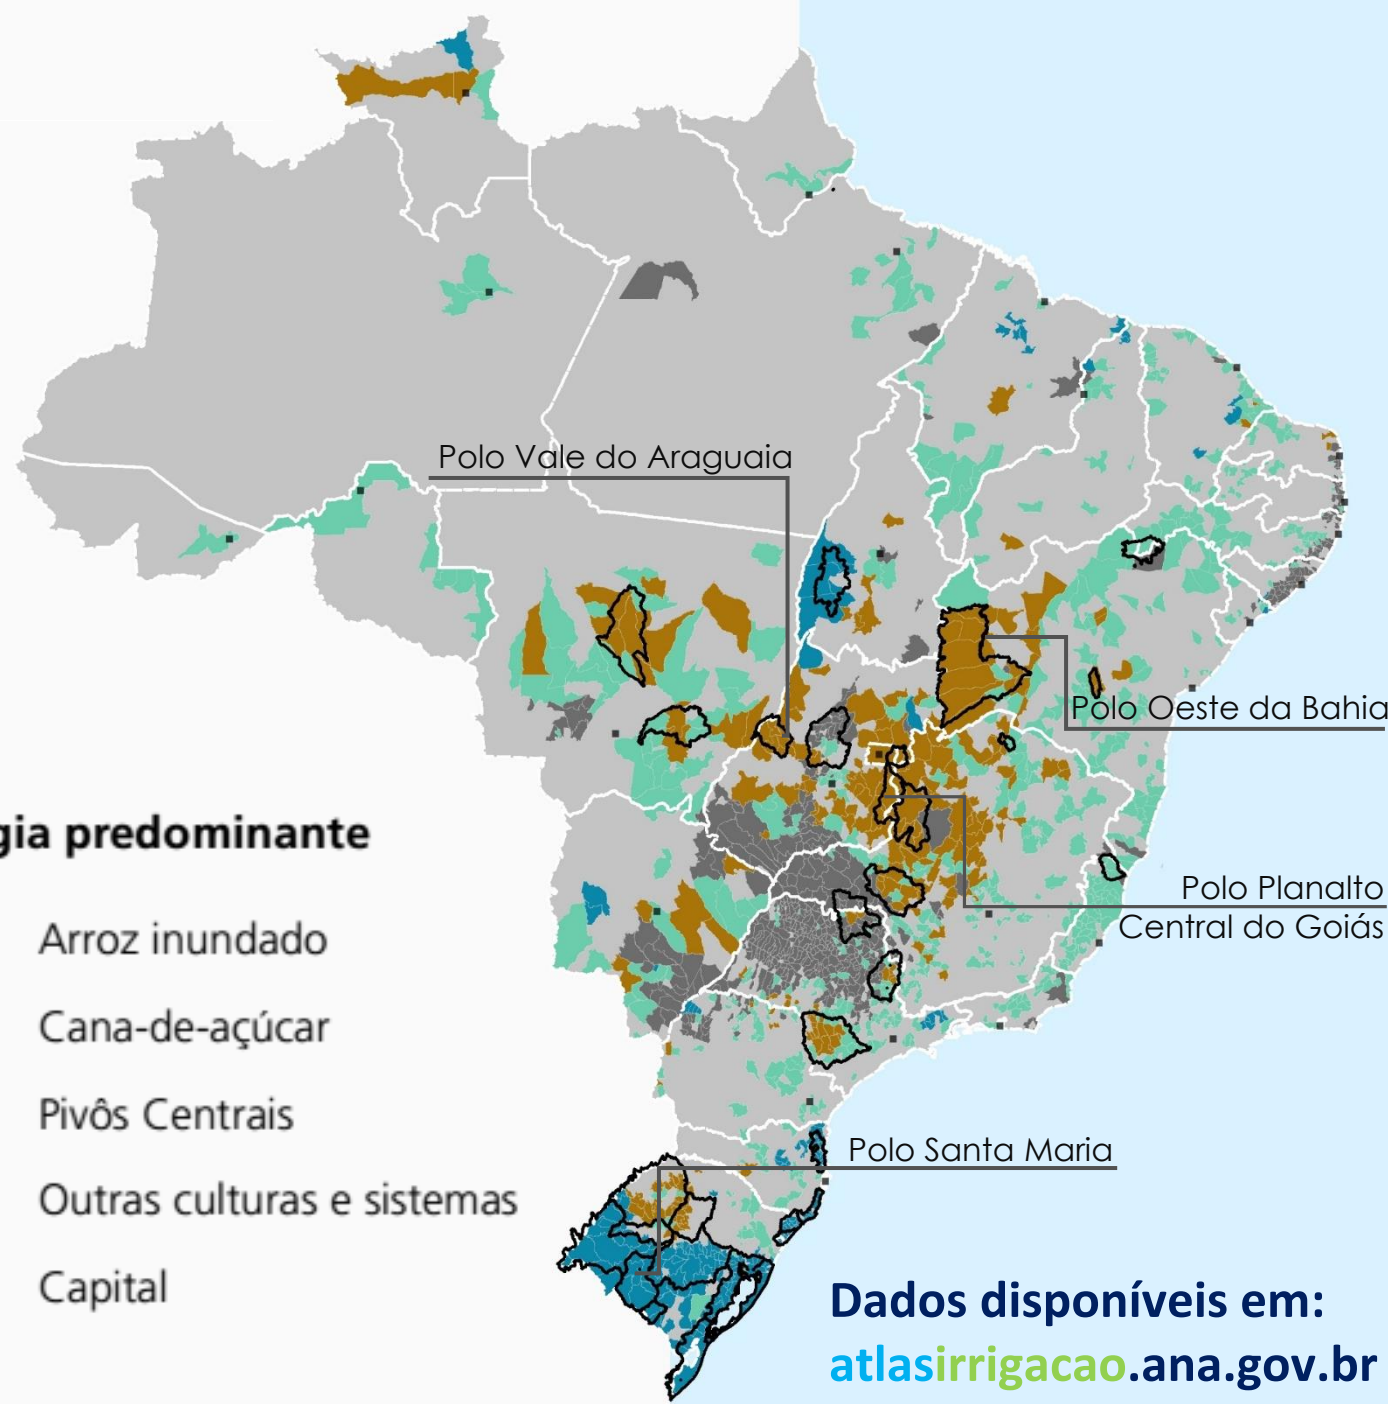 Polo Vale do Araguaia
Polo Oeste da Bahia
gia predominante
Arroz inundado
Cana-de-açúcar
Pivôs Centrais
Outras culturas e sistemas
Capital
Polo Planalto
Central do Goiás
Polo Santa Maria
Dados disponíveis em:
atlasirrigacao.ana.gov.br